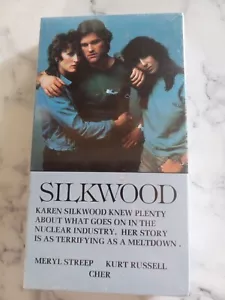 SILKWOOD
KAREN SILKWOOD KNEW PLENTY
ABOUT WHAT GOES ON IN THE
NUCLEAR INDUSTRY. HER STORY
IS AS TERRIFYING AS A MELTDOWN.
MERYL STREEP KURT RUSSELL
CHER